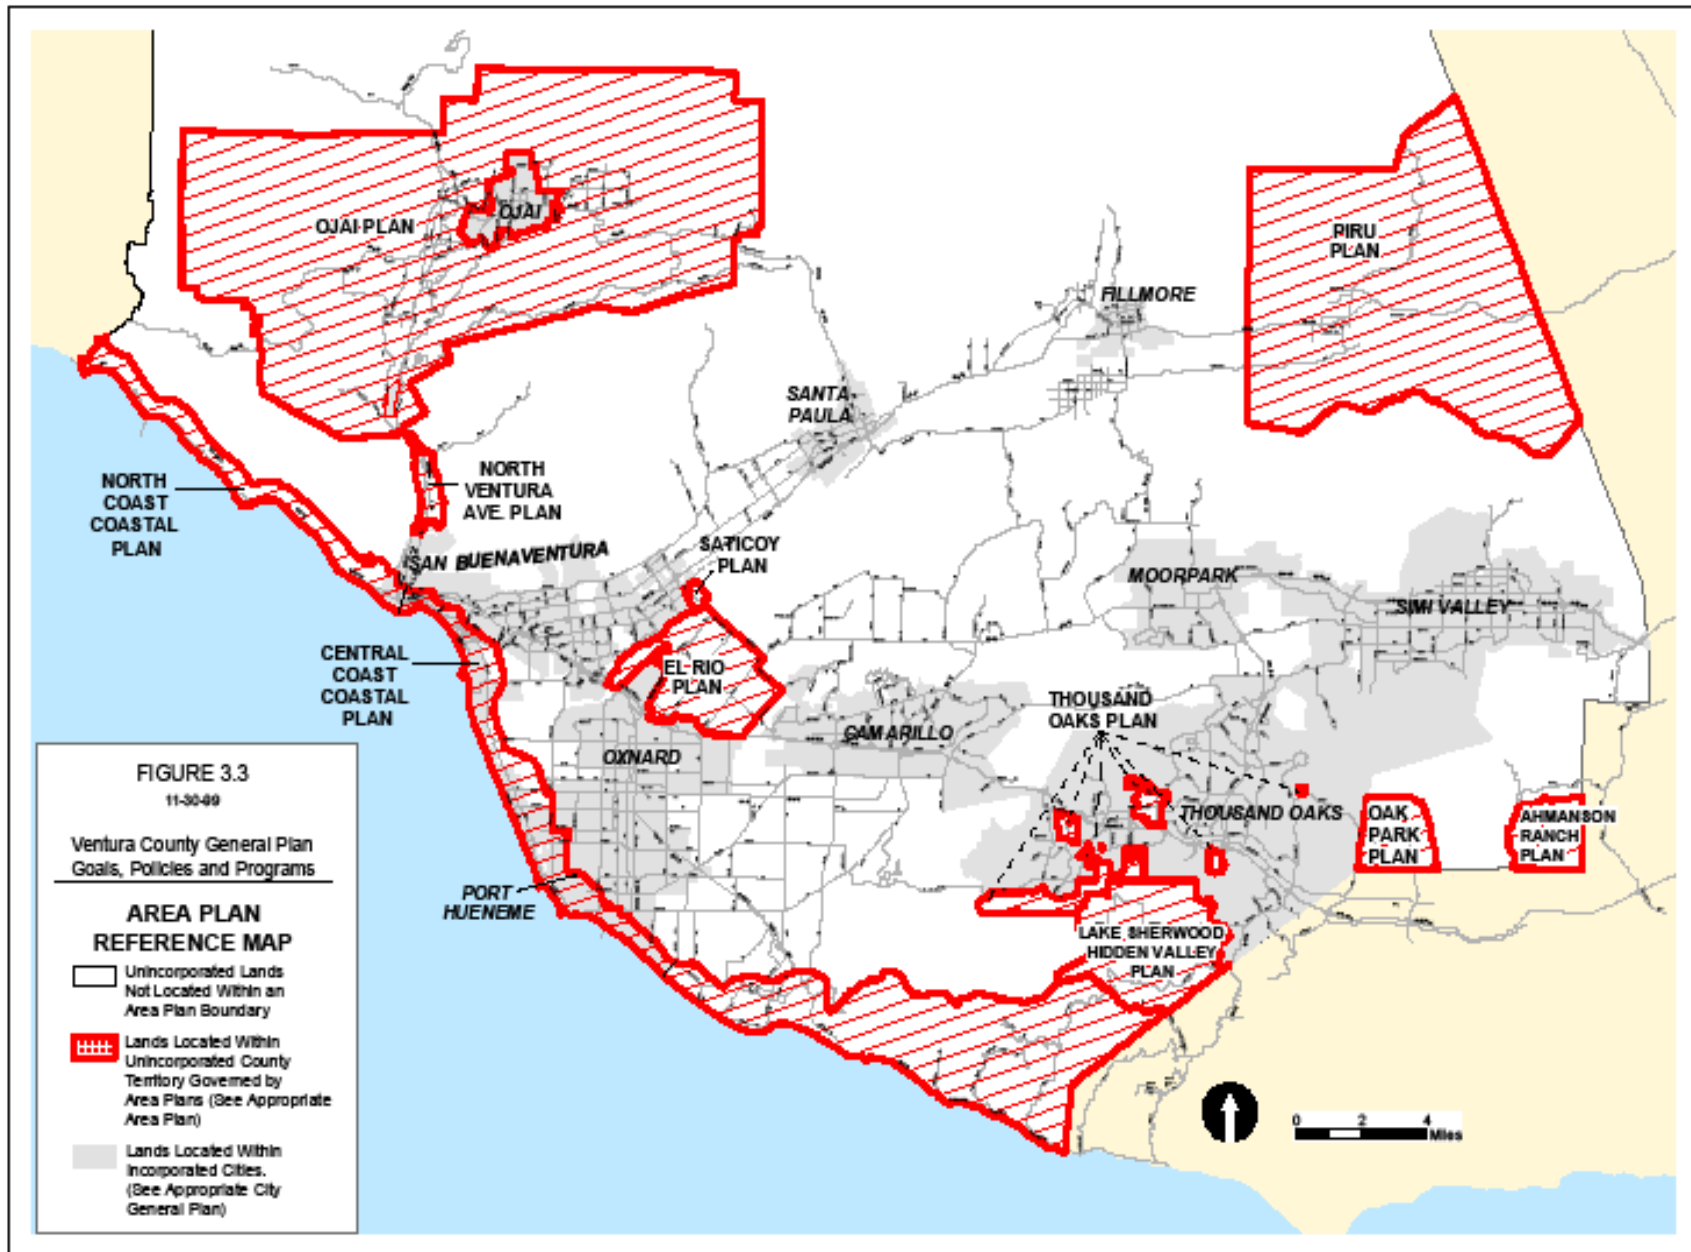 OJAI PLAN
OJAI
PIRU
PLAN
FILLMORE
SANTA
PAULA
NORTH
COAST
COASTAL
PLAN
NORTH
VENTURA
AVE. PLAN
SAN BUENAVENTURA
SATICOY
PLAN
MOORPARK
SIMI VALLEY
CENTRAL
COAST
COASTAL
PLAN
EL RIO
PLAN
THOUSAND
OAKS PLAN
CAMARILLO
OXNARD
THOUSAND OAKS
OAK
PARK
PLAN
AHMANSON
RANCH
PLAN
PORT
HUENEME
LAKE SHERWOOD
HIDDEN VALLEY
PLAN
FIGURE 3.3
11-30-99
Ventura County General Plan
Goals, Policies and Programs
AREA PLAN
REFERENCE MAP
Unincorporated Lands
Not Located Within an
Area Plan Boundary
Lands Located Within
Unincorporated County
Territory Governed by
Area Plans (See Appropriate
Area Plan)
Lands Located Within
Incorporated Cities.
(See Appropriate City
General Plan)
0 2 4
Miles